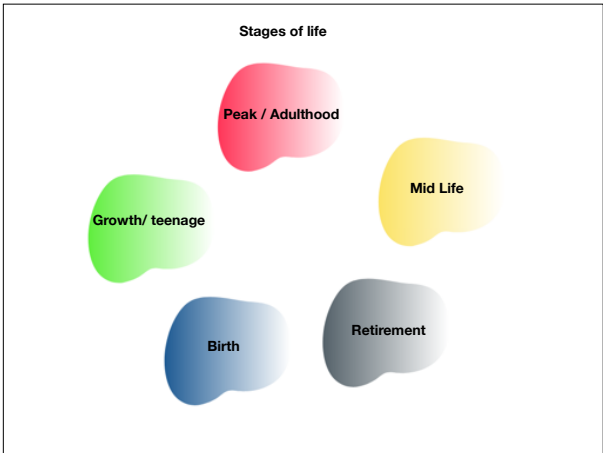 Stages of life
Peak / Adulthood
Mid Life
Growth/ teenage
Birth
Retirement